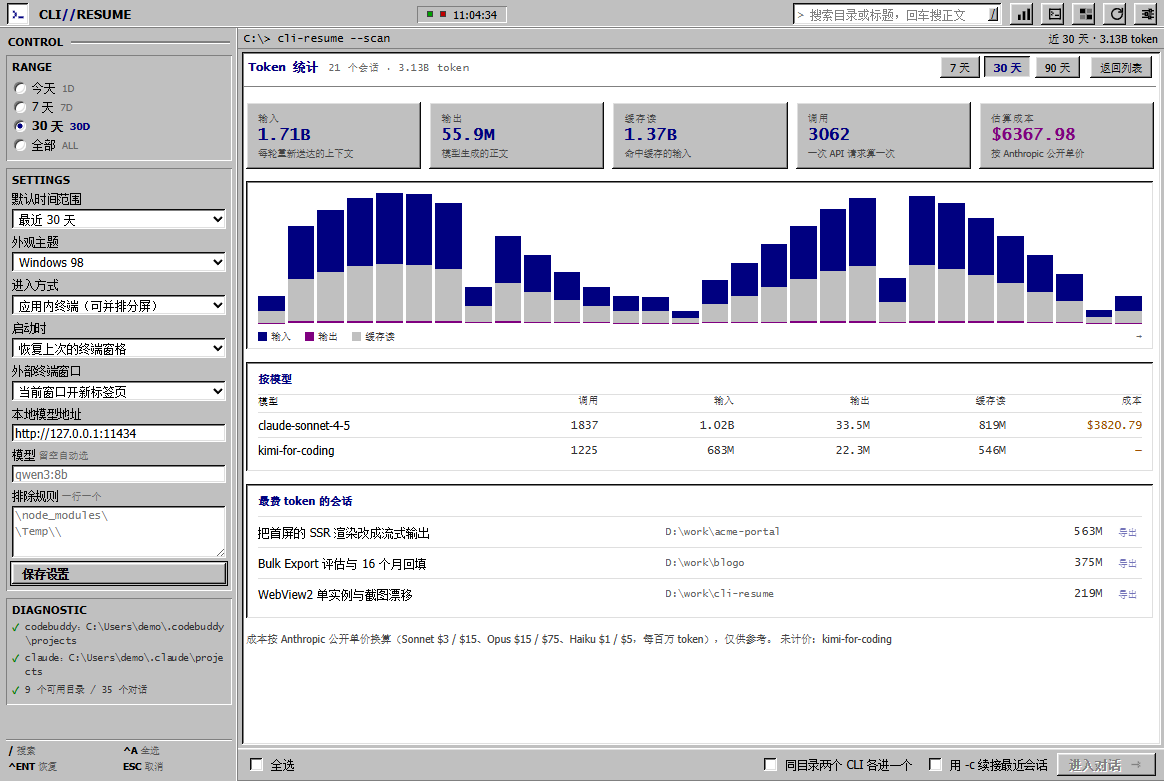 CLI//RESUME
11:04:34
> 搜索目录或标题，回车搜正文 /
CONTROL
RANGE
今天 1D
7 天 7D
30 天 30D
全部 ALL
SETTINGS
默认时间范围
最近 30 天
外观主题
Windows 98
进入方式
应用内终端（可并排分屏）
启动时
恢复上次的终端窗格
外部终端窗口
当前窗口开新标签页
本地模型地址
http://127.0.0.1:11434
模型 留空自动选
qwen3:8b
排除规则 一行一个
\node_modules\
\Temp\\
保存设置
DIAGNOSTIC
✓ codebuddy: C:\Users\demo\.codebuddy
\projects
✓ claude: C:\Users\demo\.claude\proje
cts
✓ 9 个可用目录 / 35 个对话
/ 搜索 ^A 全选
^ENT 恢复 ESC 取消
C:\> cli-resume --scan
近 30 天 · 3.13B token
Token 统计 21 个会话 · 3.13B token
7 天 30 天 90 天 返回列表
输入
1.71B
每轮重新送达的上下文
输出
55.9M
模型生成的正文
缓存读
1.37B
命中缓存的输入
调用
3062
一次 API 请求算一次
估算成本
$6367.98
按 Anthropic 公开单价
输入 输出 缓存读 →
按模型
模型 调用 输入 输出 缓存读 成本
claude-sonnet-4-5 1837 1.02B 33.5M 819M $3820.79
kimi-for-coding 1225 683M 22.3M 546M —
最费 token 的会话
把首屏的 SSR 渲染改成流式输出 D:\work\acme-portal 563M 导出
Bulk Export 评估与 16 个月回填 D:\work\blogo 375M 导出
WebView2 单实例与截图漂移 D:\work\cli-resume 219M 导出
成本按 Anthropic 公开单价换算（Sonnet $3 / $15、Opus $15 / $75、Haiku $1 / $5，每百万 token），仅供参考。 未计价：kimi-for-coding
全选
同目录两个 CLI 各进一个 用 -c 续接最近会话 进入对话 →